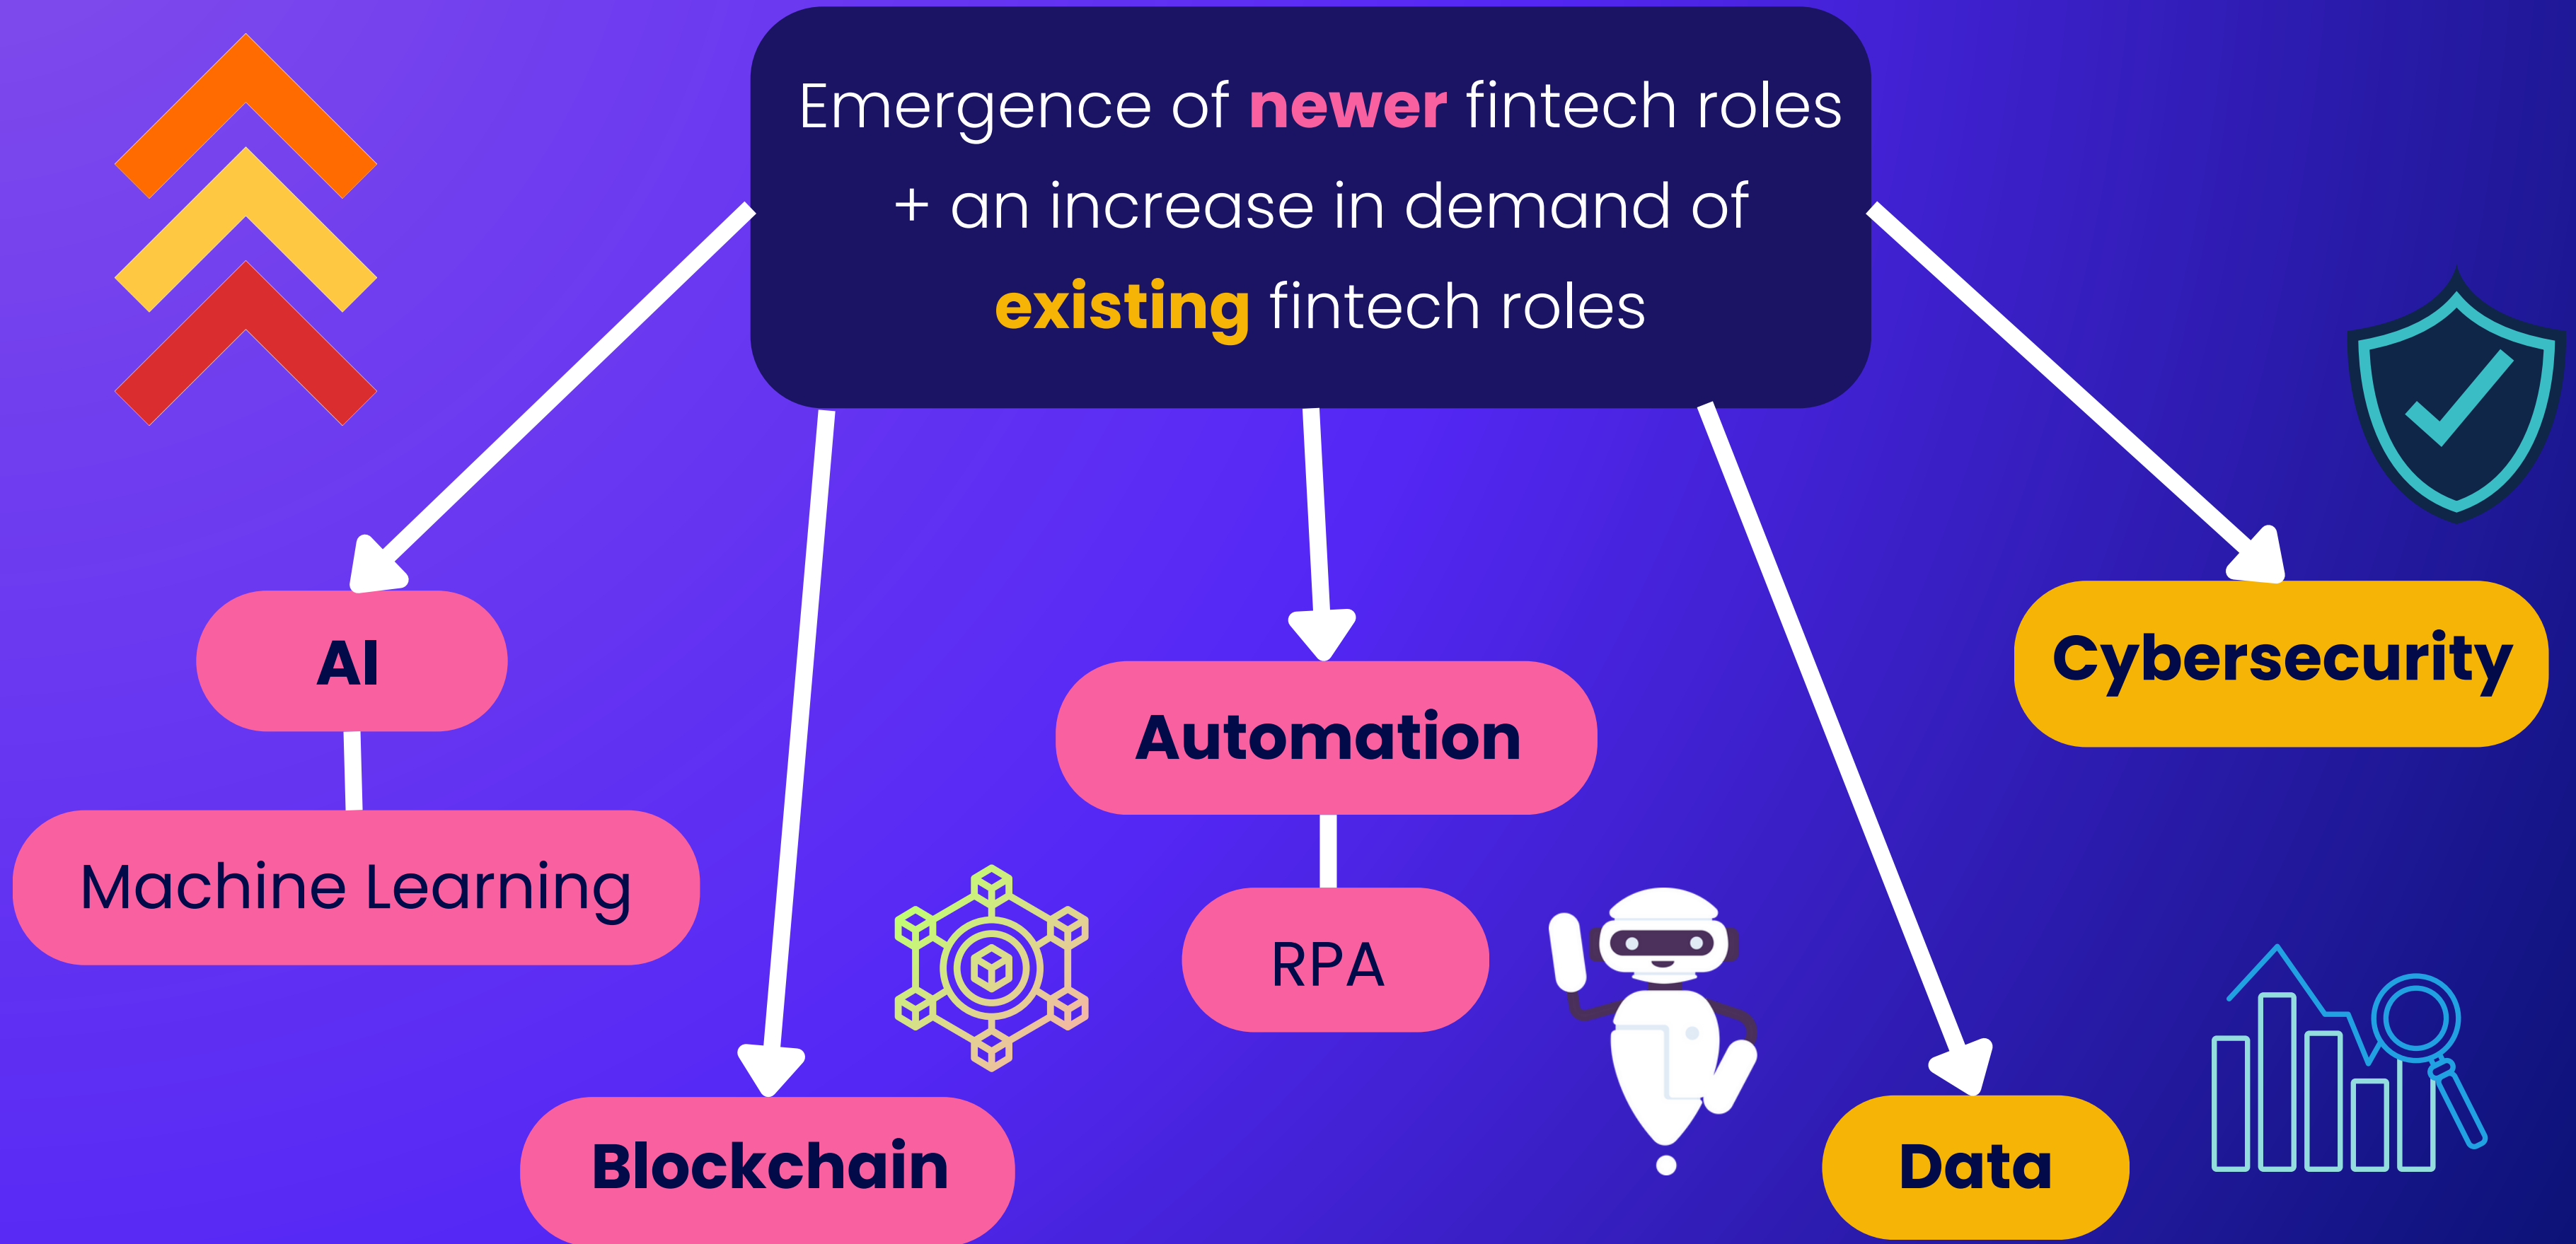 Emergence of newer fintech roles
+ an increase in demand of
existing fintech roles
AI
Machine Learning
Blockchain
Automation
RPA
Data
Cybersecurity